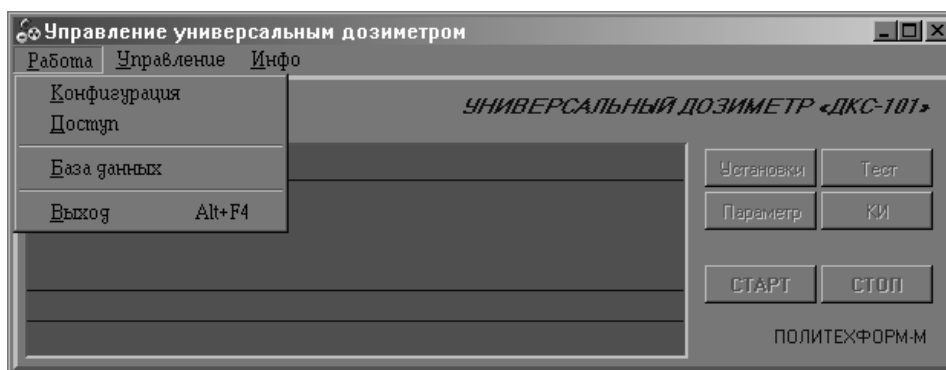 Управление универсальным дозиметром
Работа Управление Инфо
Конфигурация
Доступ
База данных
Выход Alt+F4
УНИВЕРСАЛЬНЫЙ ДОЗИМЕТР «ДКС-101»
Установки Тест
Параметр КИ
СТАРТ СТОП
ПОЛИТЕХФОРМ-М